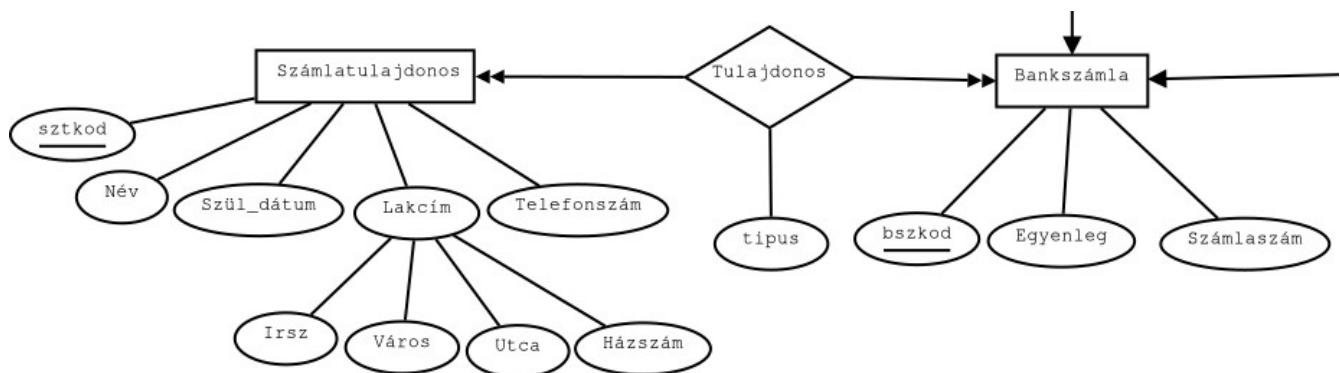 Számlatulajdonos
Tulajdonos
Bankszámla
sztkod
Név
Szül_dátum
Lakcím
Telefonszám
tipus
bszkod
Egyenleg
Számlaszám
Irsz
Város
Utca
Házszám